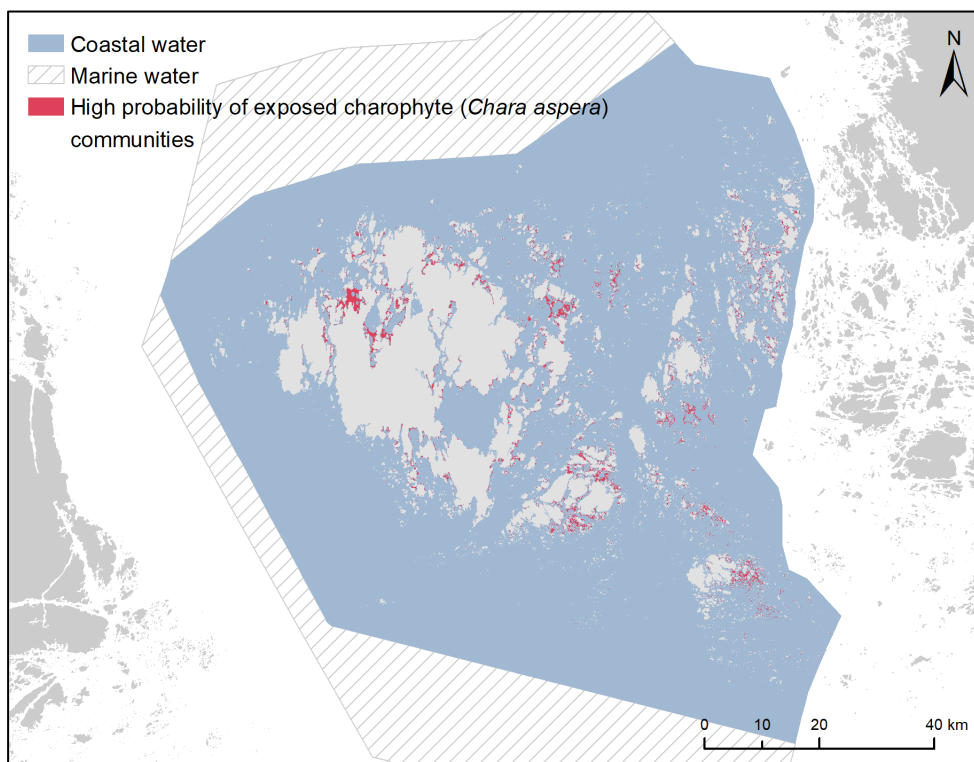 Coastal water
Marine water
High probability of exposed charophyte (Chara aspera)
communities
N
0 10 20 40 km